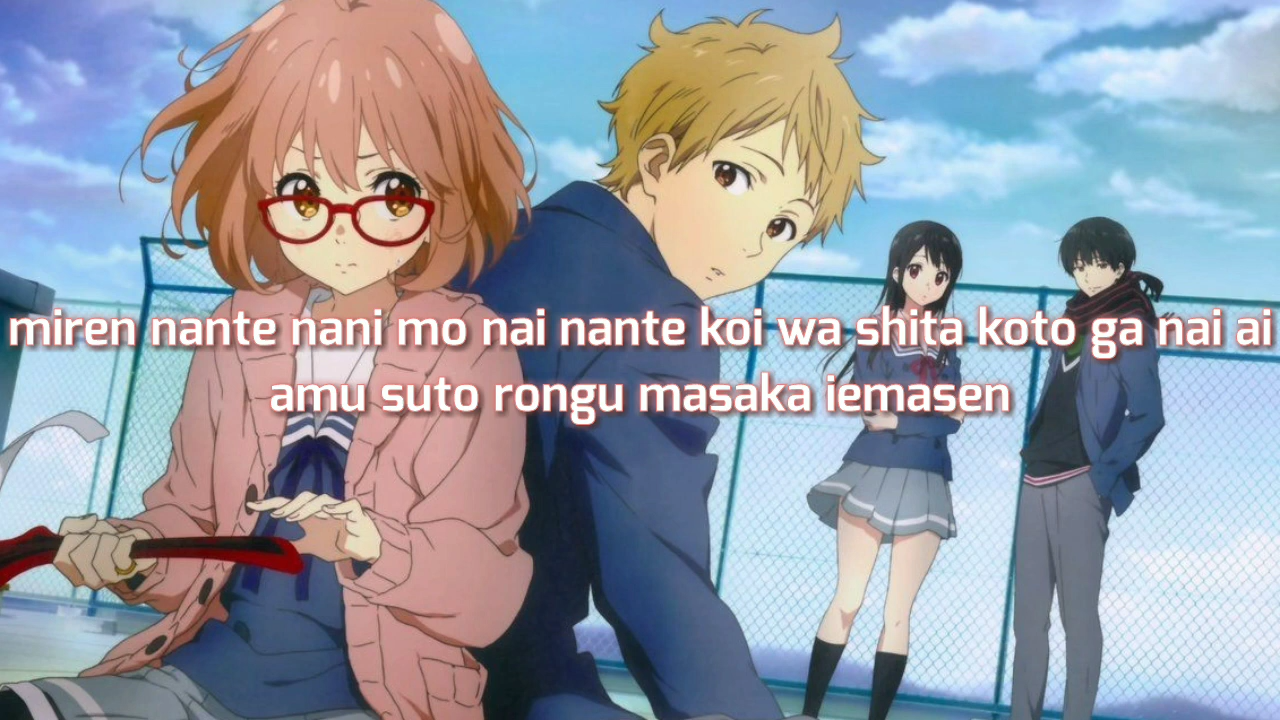 miren nante nani mo nai nante koi wa shita koto ga nai ai
amu suto rongu masaka iemasen